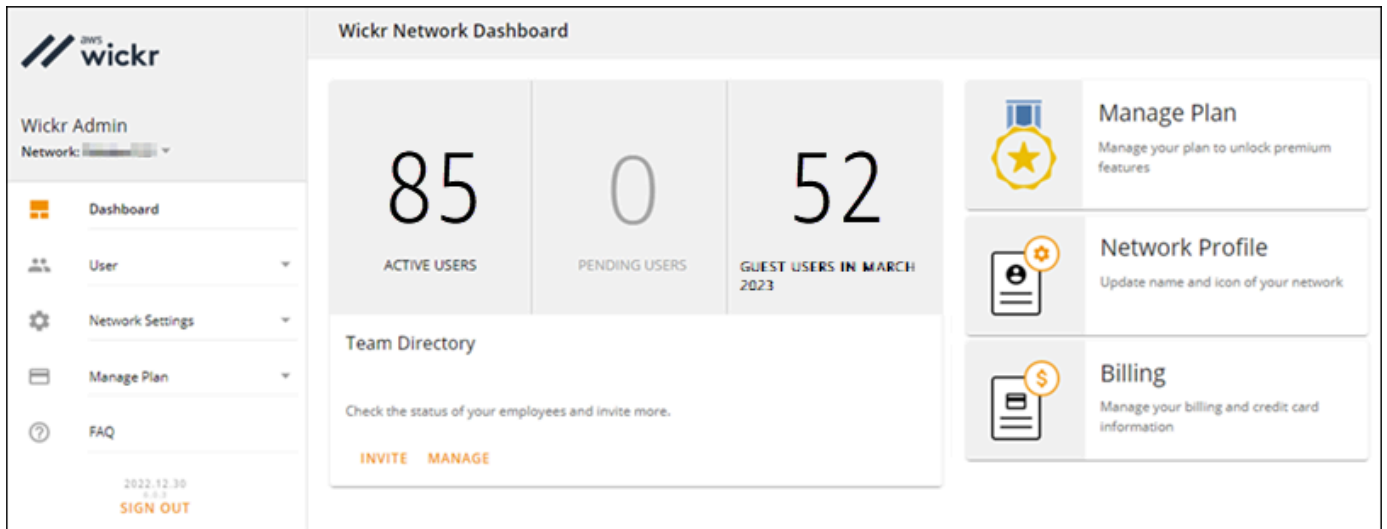 aws
wickr
Wickr Admin
Network:
Dashboard
User
Network Settings
Manage Plan
FAQ
2022.12.30
SIGN OUT
Wickr Network Dashboard
85
ACTIVE USERS
0
PENDING USERS
52
GUEST USERS IN MARCH
2023
Team Directory
Check the status of your employees and invite more.
INVITE MANAGE
Manage Plan
Manage your plan to unlock premium
features
Network Profile
Update name and icon of your network
Billing
Manage your billing and credit card
information